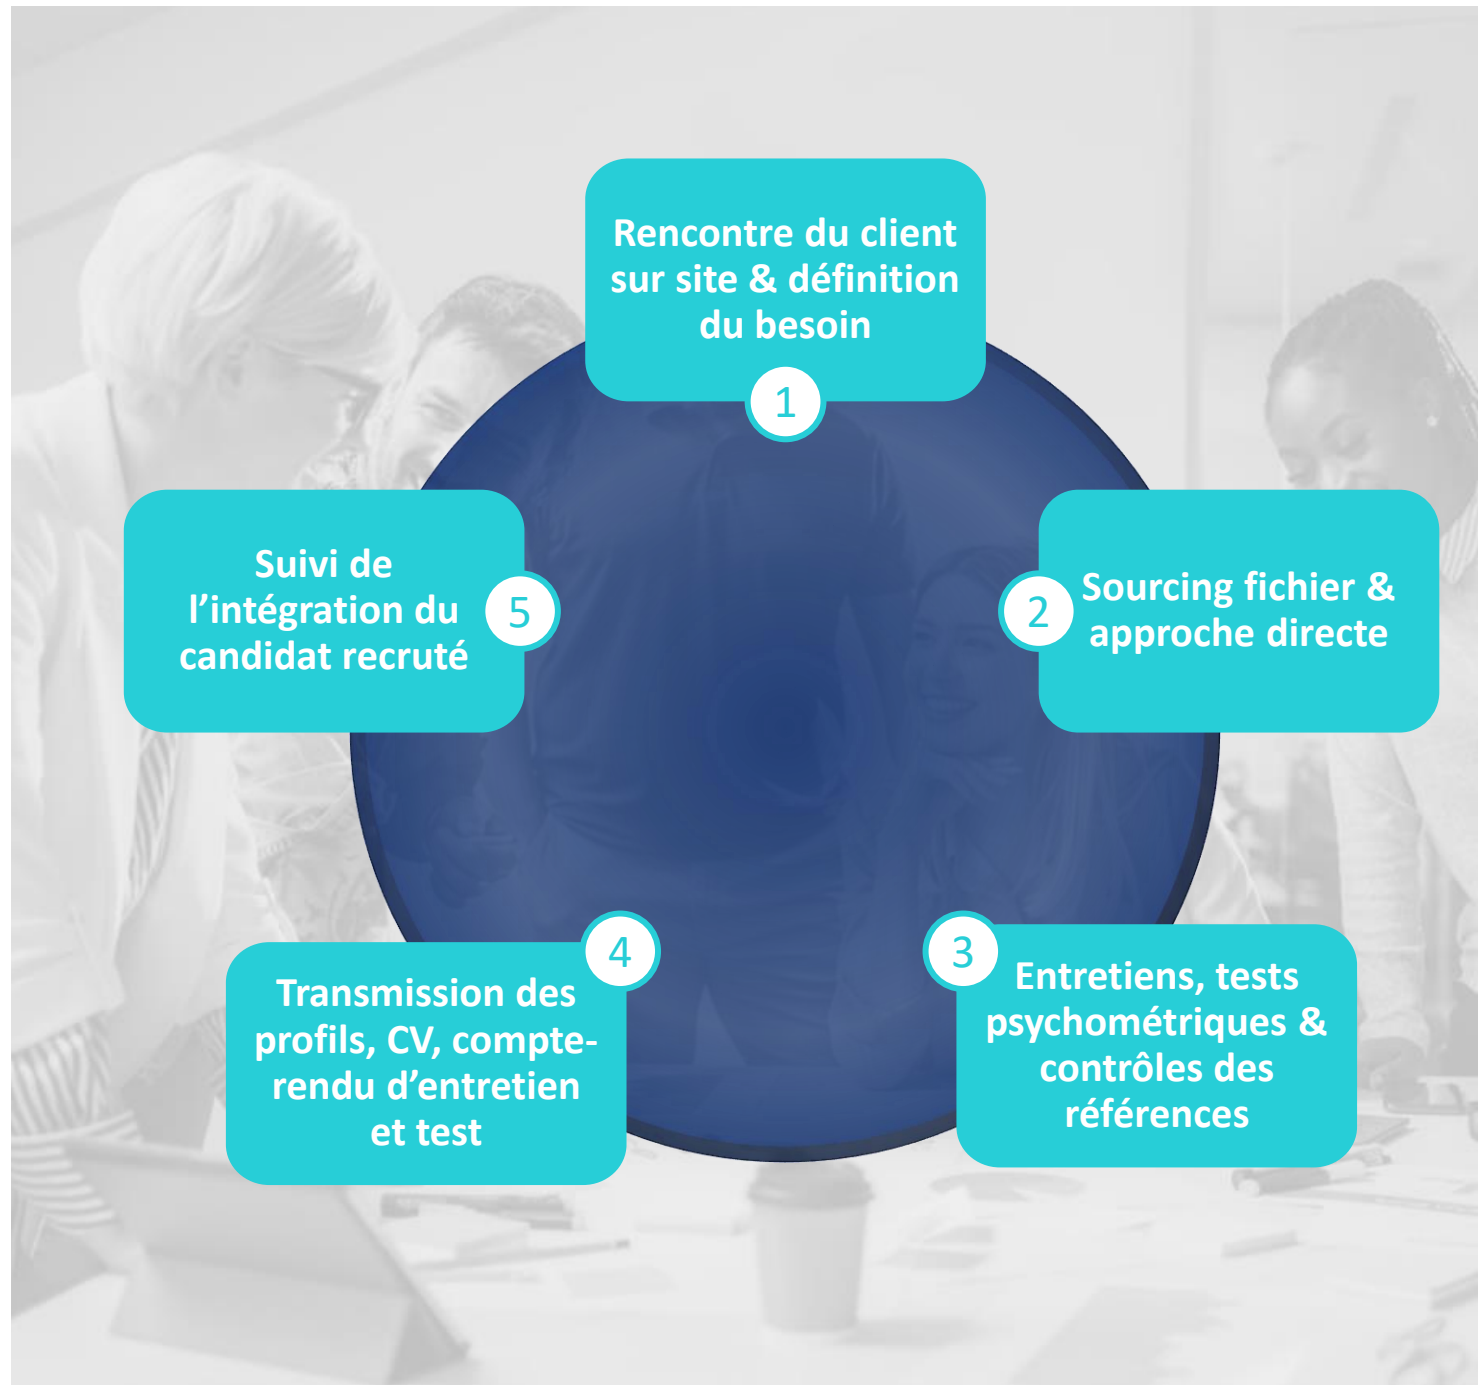 Rencontre du client
sur site & définition
du besoin
1
Sourcing fichier &
approche directe
2
Entretiens, tests
psychométriques &
contrôles des
références
3
Transmission des
profils, CV, compte-
rendu d’entretien
et test
4
Suivi de
l’intégration du
candidat recruté
5